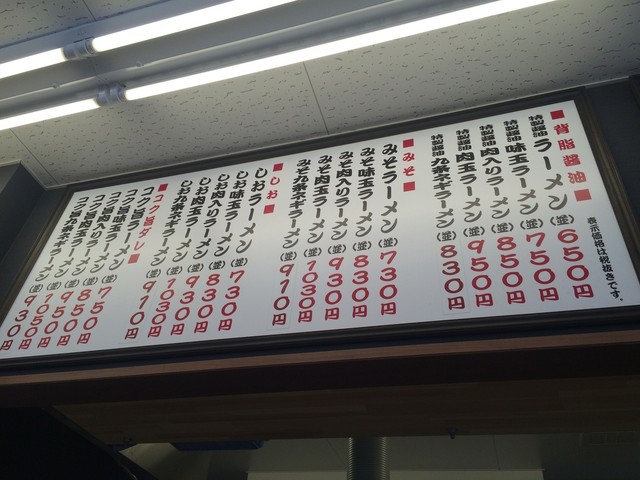 ■背脂醤油■
特製醤油ラーメン(並)650円
特製醤油味玉ラーメン(並)750円
特製醤油肉入りラーメン(並)850円
特製醤油肉玉ラーメン(並)950円
特製醤油九条ネギラーメン(並)830円
表示価格は税抜きです。
■みそ■
みそラーメン(並)730円
みそ味玉ラーメン(並)830円
みそ肉入りラーメン(並)930円
みそ肉玉ラーメン(並)1030円
みそ九条ネギラーメン(並)910円
■しお■
しおラーメン(並)730円
しお味玉ラーメン(並)830円
しお肉入りラーメン(並)930円
しお肉玉ラーメン(並)1030円
しお九条ネギラーメン(並)910円
■コク旨ダレ■
コク旨ラーメン(並)750円
コク旨味玉ラーメン(並)850円
コク旨肉入りラーメン(並)950円
コク旨肉玉ラーメン(並)1050円
コク旨九条ネギラーメン(並)930円